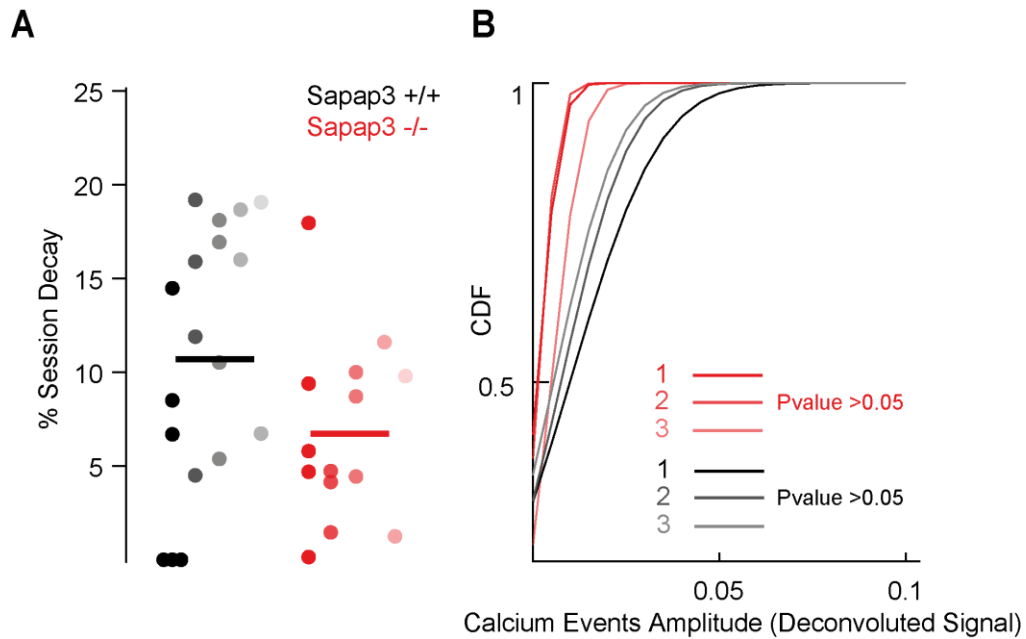 A
% Session Decay
25
20
15
10
5
Sapap3 +/+
Sapap3 -/-
B
CDF
1
0.5
1
2 Pvalue >0.05
3
1
2 Pvalue >0.05
3
0.05 0.1
Calcium Events Amplitude (Deconvoluted Signal)